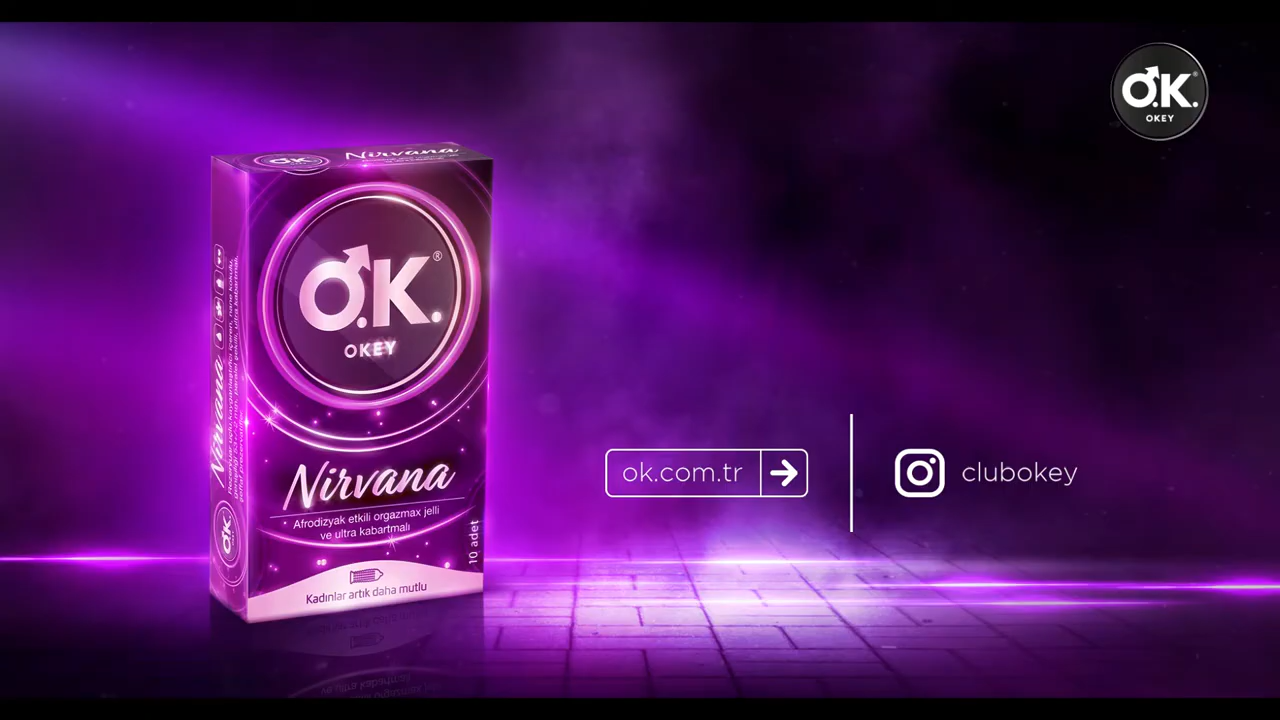 O.K.®
OKEY
O.K.
Nirvana
O.K.®
OKEY
Nirvana
Afrodizyak etkili orgazmax jelli
ve ultra kabartmalı
10 adet
Kadınlar artık daha mutlu
Nirvana
O.K.
ok.com.tr
clubokey